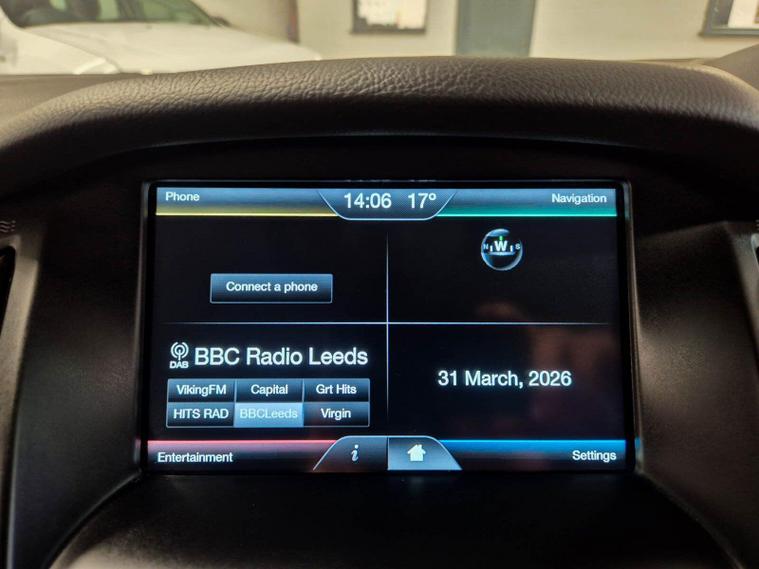 Phone
14:06 17°
Navigation
N W S
Connect a phone
DAB BBC Radio Leeds
VikingFM Capital Grt Hits
HITS RAD BBCLeeds Virgin
31 March, 2026
Entertainment
i
Settings